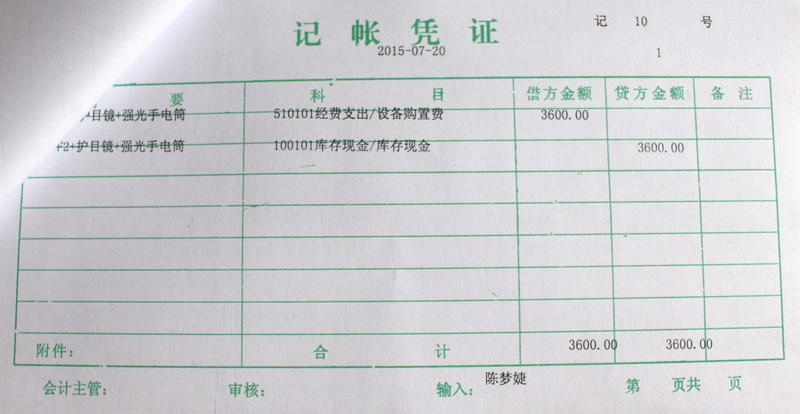 记帐凭证
记 10 号
2015-07-20
1
要 科目 借方金额 贷方金额 备注
护目镜+强光手电筒 510101经费支出/设备购置费 3600.00
F2+护目镜+强光手电筒 100101库存现金/库存现金 3600.00
附件： 合计 3600.00 3600.00
会计主管： 审核： 输入： 陈梦婕 第 页共 页